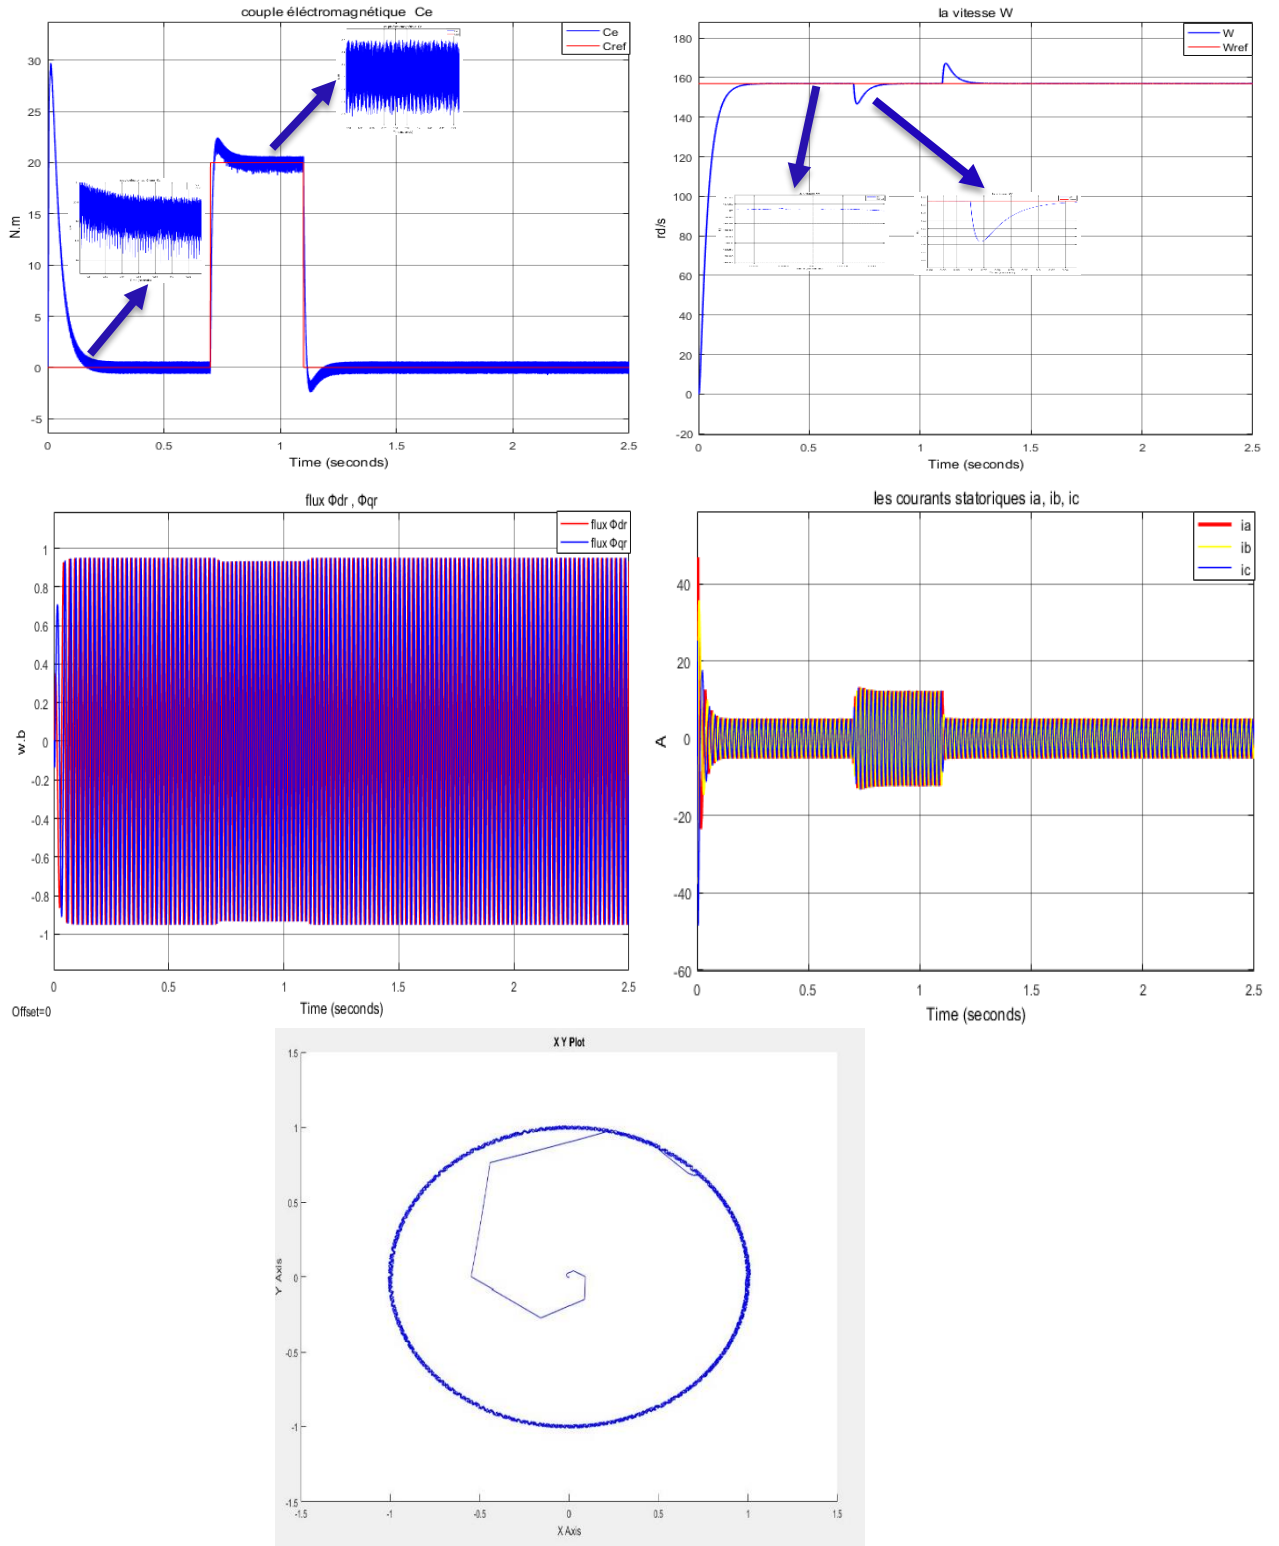 couple éléctromagnétique Ce
Ce
Cref
30
25
20
15
10
5
0
-5
N.m
0 0.5 1 1.5 2 2.5
Time (seconds)
la vitesse W
W
Wref
180
160
140
120
100
80
60
40
20
0
-20
rd/s
0 0.5 1 1.5 2 2.5
Time (seconds)
flux Φdr , Φqr
flux Φdr
flux Φqr
1
0.8
0.6
0.4
0.2
0
-0.2
-0.4
-0.6
-0.8
-1
w.b
0 0.5 1 1.5 2 2.5
Offset=0
Time (seconds)
les courants statoriques ia, ib, ic
ia
ib
ic
40
20
0
-20
-40
-60
A
0 0.5 1 1.5 2 2.5
Time (seconds)
X Y Plot
1.5
1
0.5
0
-0.5
-1
-1.5
Y Axis
-1.5 -1 -0.5 0 0.5 1 1.5
X Axis